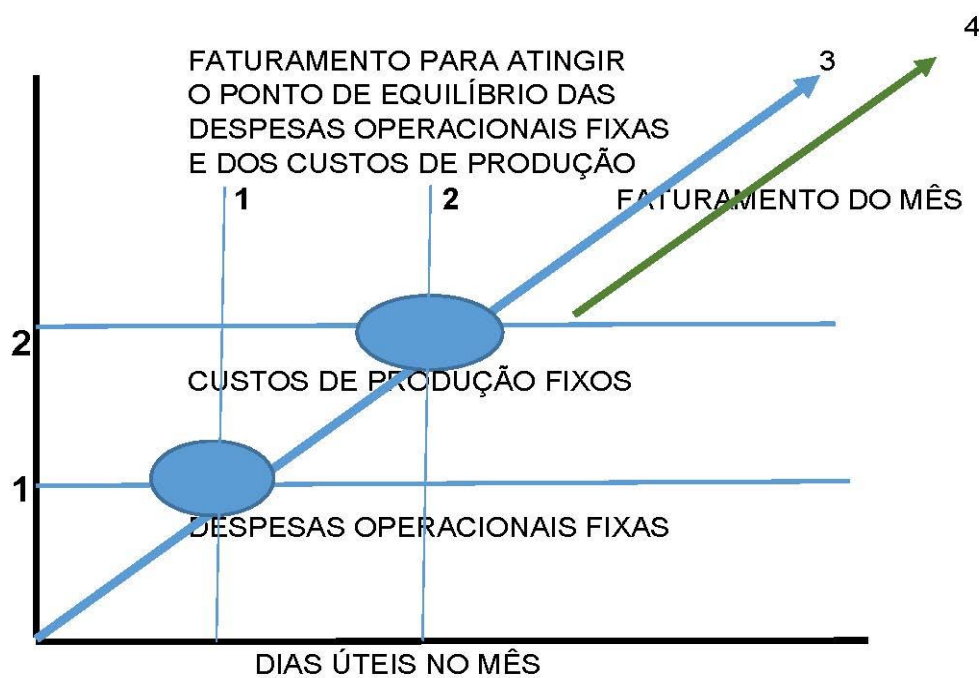 4
FATURAMENTO PARA ATINGIR
3
O PONTO DE EQUILÍBRIO DAS
DESPESAS OPERACIONAIS FIXAS
E DOS CUSTOS DE PRODUÇÃO
1
2
FATURAMENTO DO MÊS
2
CUSTOS DE PRODUÇÃO FIXOS
1
DESPESAS OPERACIONAIS FIXAS
DIAS ÚTEIS NO MÊS